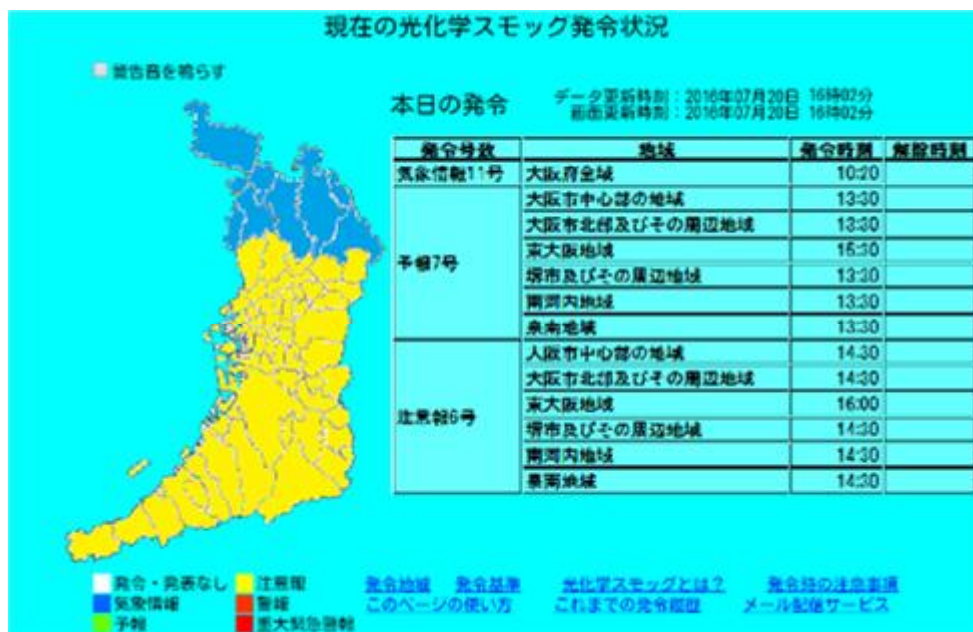 現在の光化学スモッグ発令状況
警告音を鳴らす
本日の発令
データ更新時刻：2016年07月20日 16時02分
画面更新時刻：2016年07月20日 16時02分
発令号数 地域 発令時刻 解除時刻
気象情報11号 大阪府全域 10:20
予報7号
大阪市中心部の地域 13:30
大阪市北部及びその周辺地域 13:30
東大阪地域 15:30
堺市及びその周辺地域 13:30
南河内地域 13:30
泉南地域 13:30
注意報6号
大阪市中心部の地域 14:30
大阪市北部及びその周辺地域 14:30
東大阪地域 16:00
堺市及びその周辺地域 14:30
南河内地域 14:30
泉南地域 14:30
発令・発表なし 注意報
気象情報 警報
予報 重大緊急警報
発令地域 発令基準 光化学スモッグとは？ 発令時の注意事項
このページの使い方 これまでの発令履歴 メール配信サービス